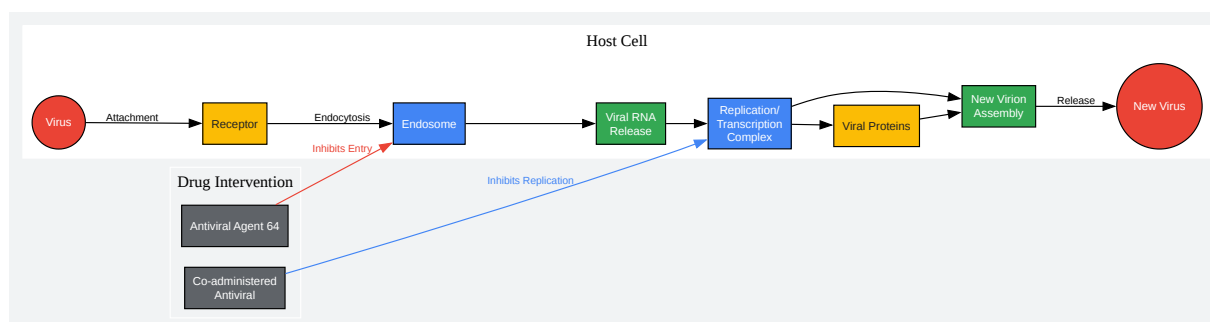 Host Cell
Virus
Attachment
Receptor
Endocytosis
Endosome
Viral RNA
Release
Replication/
Transcription
Complex
Viral Proteins
New Virion
Assembly
Release
New Virus
Inhibits Entry
Inhibits Replication
Drug Intervention
Antiviral Agent 64
Co-administered
Antiviral